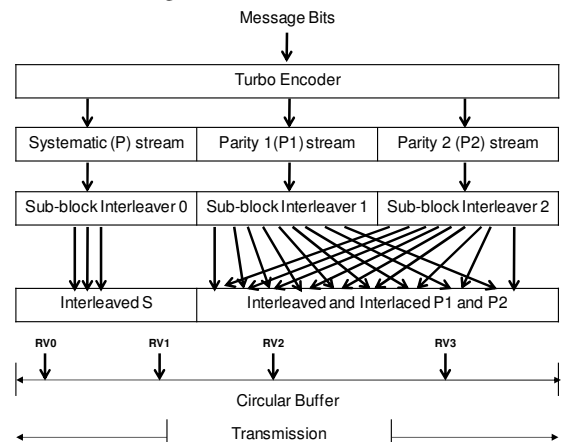 Message Bits
Turbo Encoder
Systematic (P) stream Parity 1(P1) stream Parity 2 (P2) stream
Sub-block Interleaver 0 Sub-block Interleaver 1 Sub-block Interleaver 2
Interleaved S Interleaved and Interlaced P1 and P2
RV0 RV1 RV2 RV3
Circular Buffer
Transmission